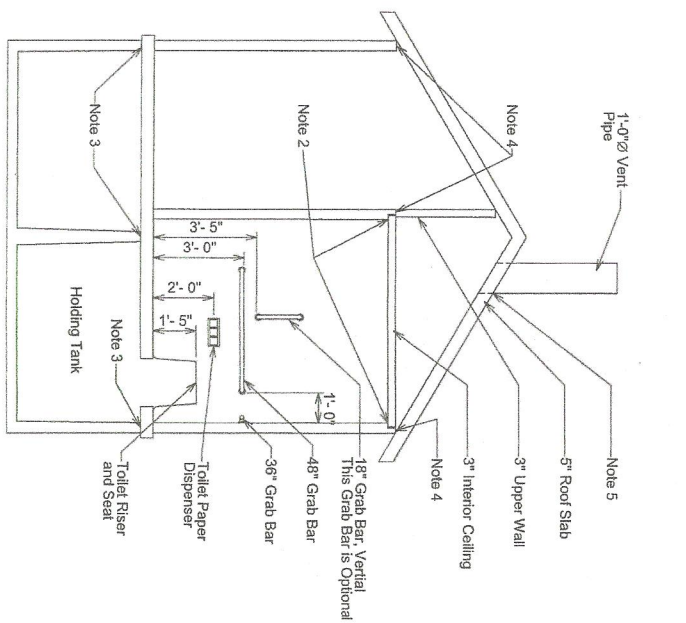 1'-0"Ø Vent
Pipe
Note 5
5" Roof Slab
3" Upper Wall
3" Interior Ceiling
Note 4
Note 4
Note 2
Note 3
3'- 5"
3'- 0"
2'- 0"
1'- 5"
1'- 0"
18" Grab Bar, Vertial
This Grab Bar is Optional
48" Grab Bar
36" Grab Bar
Toilet Paper
Dispenser
Toilet Riser
and Seat
Holding Tank
Note 3